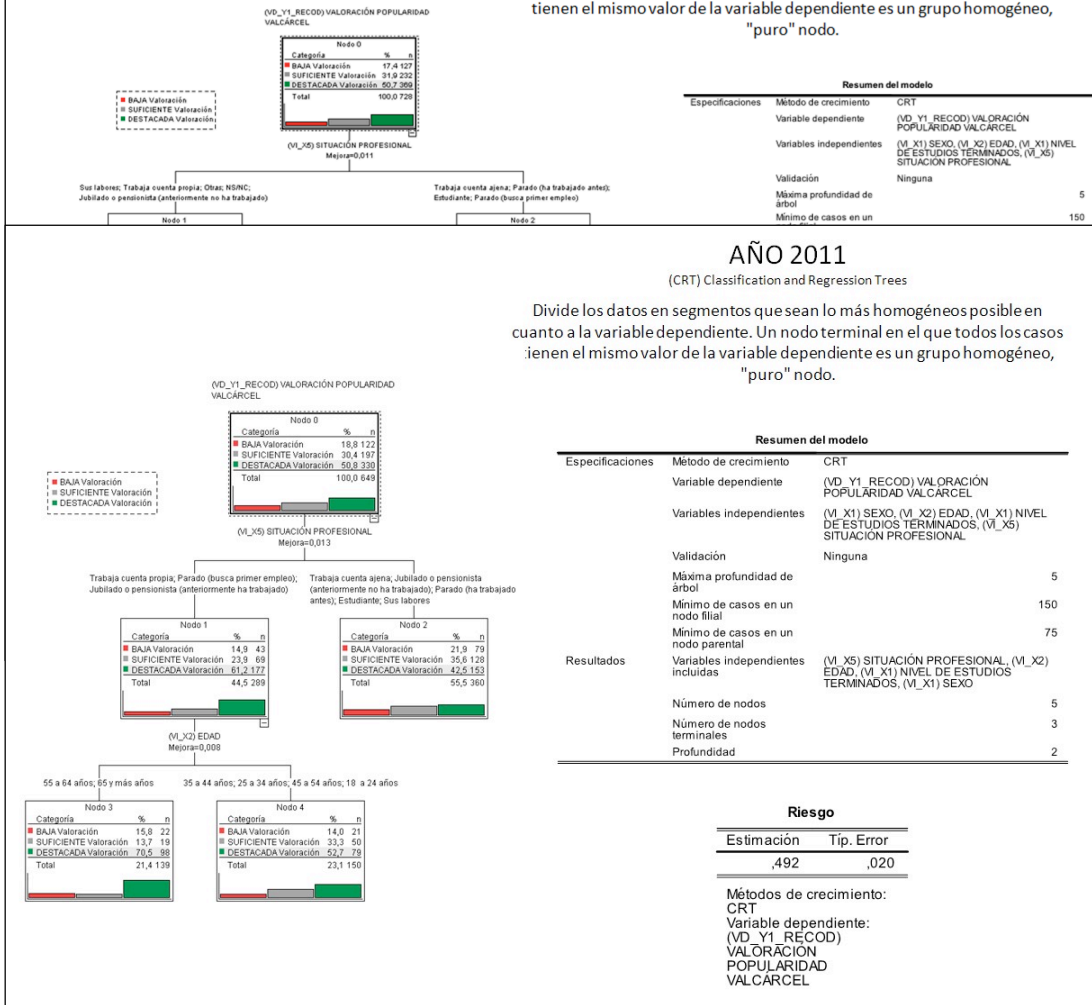 tienen el mismo valor de la variable dependiente es un grupo homogéneo,
"puro" nodo.
(VD_Y1_RECOD) VALORACIÓN POPULARIDAD
VALCÁRCEL
Nodo 0
Categoría % n
BAJA Valoración 17,4 127
SUFICIENTE Valoración 31,9 232
DESTACADA Valoración 50,7 369
Total 100,0 728
BAJA Valoración
SUFICIENTE Valoración
DESTACADA Valoración
(VI_X5) SITUACIÓN PROFESIONAL
Mejora=0,011
Sus labores; Trabaja cuenta propia; Otras; NS/NC;
Jubilado o pensionista (anteriormente no ha trabajado)
Trabaja cuenta ajena; Parado (ha trabajado antes);
Estudiante; Parado (busca primer empleo)
Nodo 1
Nodo 2
Resumen del modelo
Especificaciones Método de crecimiento CRT
Variable dependiente (VD_Y1_RECOD) VALORACIÓN
POPULARIDAD VALCÁRCEL
Variables independientes (VI_X1) SEXO, (VI_X2) EDAD, (VI_X1) NIVEL
DE ESTUDIOS TERMINADOS, (VI_X5)
SITUACIÓN PROFESIONAL
Validación Ninguna
Máxima profundidad de 5
árbol
Mínimo de casos en un 150
AÑO 2011
(CRT) Classification and Regression Trees
Divide los datos en segmentos que sean lo más homogéneos posible en
cuanto a la variable dependiente. Un nodo terminal en el que todos los casos
ienen el mismo valor de la variable dependiente es un grupo homogéneo,
"puro" nodo.
(VD_Y1_RECOD) VALORACIÓN POPULARIDAD
VALCÁRCEL
Nodo 0
Categoría % n
BAJA Valoración 18,8 122
SUFICIENTE Valoración 30,4 197
DESTACADA Valoración 50,8 330
Total 100,0 649
BAJA Valoración
SUFICIENTE Valoración
DESTACADA Valoración
(VI_X5) SITUACIÓN PROFESIONAL
Mejora=0,013
Trabaja cuenta propia; Parado (busca primer empleo);
Jubilado o pensionista (anteriormente ha trabajado)
Trabaja cuenta ajena; Jubilado o pensionista
(anteriormente no ha trabajado); Parado (ha trabajado
antes); Estudiante; Sus labores
Nodo 1
Categoría % n
BAJA Valoración 14,9 43
SUFICIENTE Valoración 23,9 69
DESTACADA Valoración 61,2 177
Total 44,5 289
Nodo 2
Categoría % n
BAJA Valoración 21,9 79
SUFICIENTE Valoración 35,6 128
DESTACADA Valoración 42,5 153
Total 55,5 360
(VI_X2) EDAD
Mejora=0,008
55 a 64 años; 65 y más años
35 a 44 años; 25 a 34 años; 45 a 54 años; 18 a 24 años
Nodo 3
Categoría % n
BAJA Valoración 15,8 22
SUFICIENTE Valoración 13,7 19
DESTACADA Valoración 70,5 98
Total 21,4 139
Nodo 4
Categoría % n
BAJA Valoración 14,0 21
SUFICIENTE Valoración 33,3 50
DESTACADA Valoración 52,7 79
Total 23,1 150
Resumen del modelo
Especificaciones Método de crecimiento CRT
Variable dependiente (VD_Y1_RECOD) VALORACIÓN
POPULARIDAD VALCÁRCEL
Variables independientes (VI_X1) SEXO, (VI_X2) EDAD, (VI_X1) NIVEL
DE ESTUDIOS TERMINADOS, (VI_X5)
SITUACIÓN PROFESIONAL
Validación Ninguna
Máxima profundidad de 5
árbol
Mínimo de casos en un 150
nodo filial
Mínimo de casos en un 75
nodo parental
Resultados Variables independientes (VI_X5) SITUACIÓN PROFESIONAL, (VI_X2)
incluidas EDAD, (VI_X1) NIVEL DE ESTUDIOS
TERMINADOS, (VI_X1) SEXO
Número de nodos 5
Número de nodos 3
terminales
Profundidad 2
Riesgo
Estimación Típ. Error
,492 ,020
Métodos de crecimiento:
CRT
Variable dependiente:
(VD_Y1_RECOD)
VALORACIÓN
POPULARIDAD
VALCÁRCEL